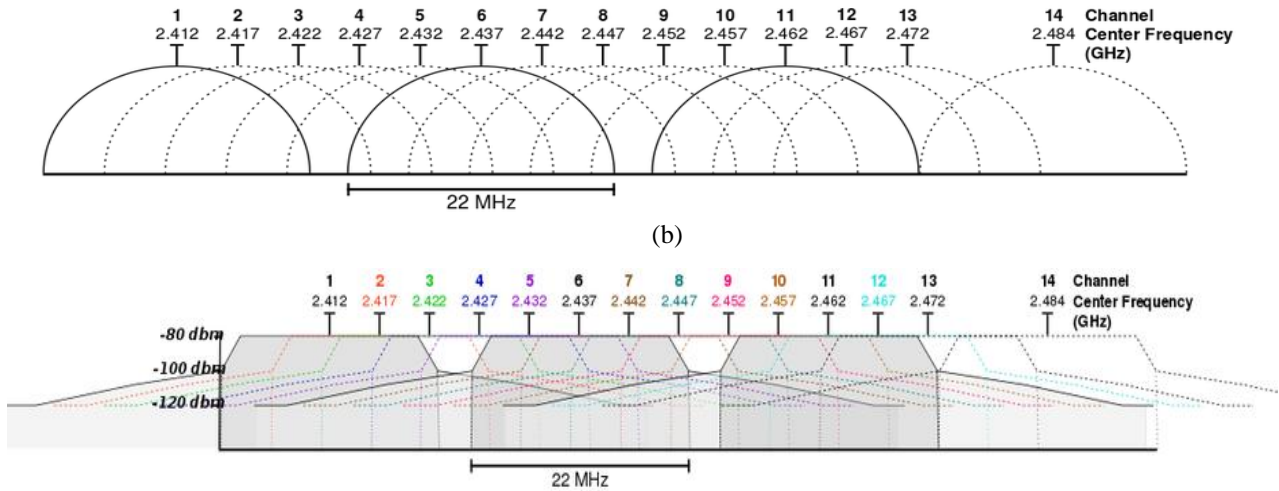 1 2 3 4 5 6 7 8 9 10 11 12 13 14 Channel
2.412 2.417 2.422 2.427 2.432 2.437 2.442 2.447 2.452 2.457 2.462 2.467 2.472 2.484 Center Frequency
(GHz)
22 MHz
(b)
1 2 3 4 5 6 7 8 9 10 11 12 13 14 Channel
2.412 2.417 2.422 2.427 2.432 2.437 2.442 2.447 2.452 2.457 2.462 2.467 2.472 2.484 Center Frequency
(GHz)
-80 dbm
-100 dbm
-120 dbm
22 MHz